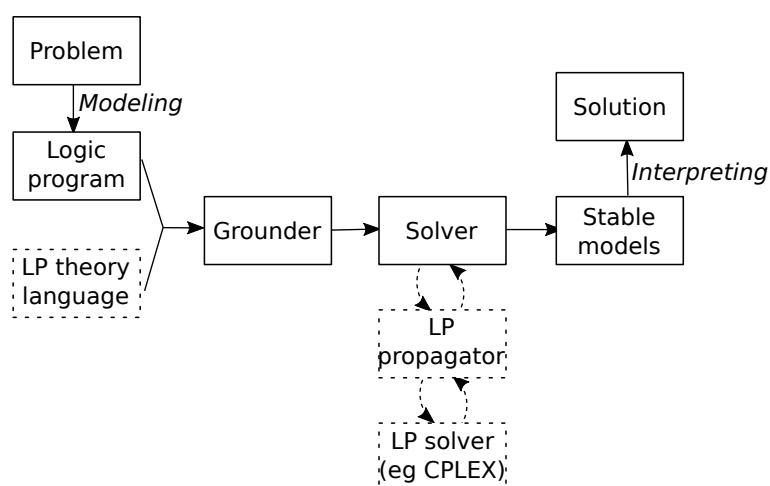 Problem
Modeling
Logic
program
LP theory
language
Grounder
Solver
LP
propagator
LP solver
(eg CPLEX)
Stable
models
Interpreting
Solution